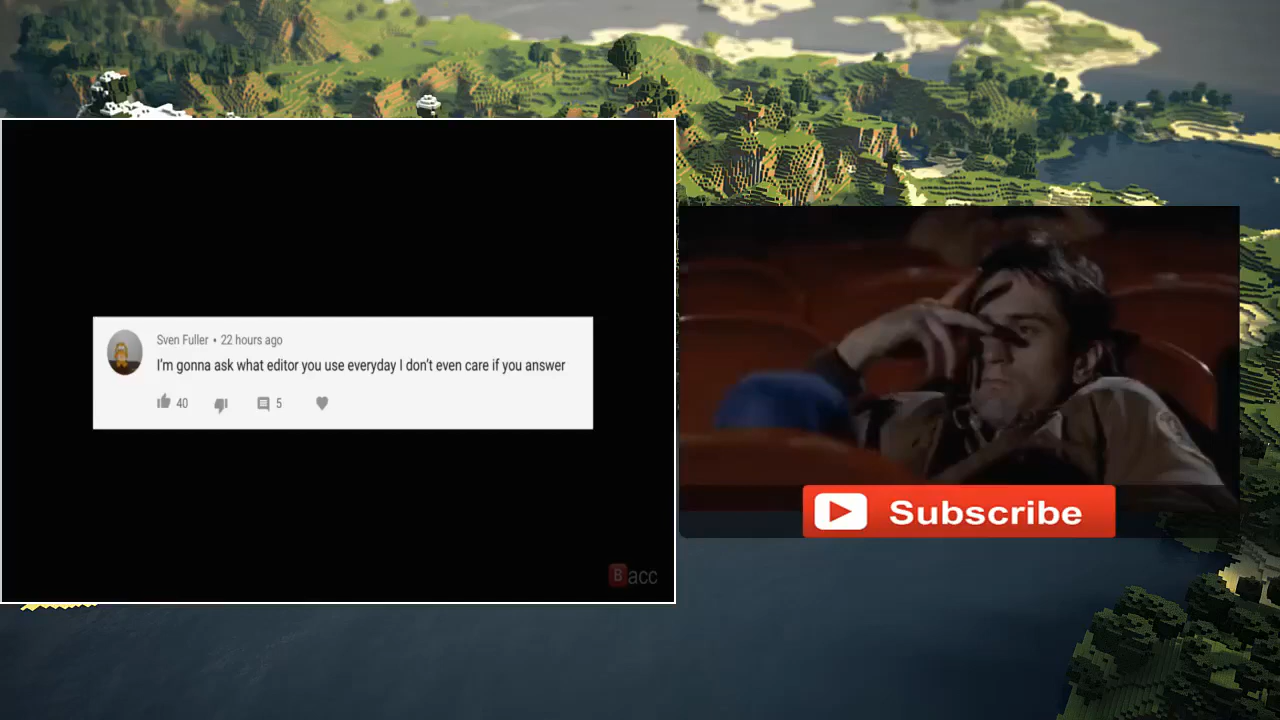 Sven Fuller • 22 hours ago
I'm gonna ask what editor you use everyday I don't even care if you answer
40 5
Bacc
Subscribe